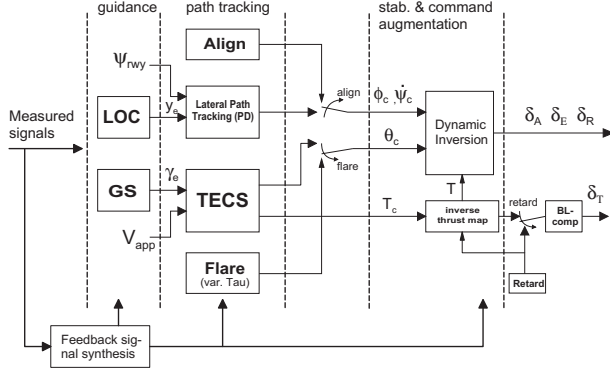 guidance
path tracking
stab. & command
augmentation
Align
ψrwy
LOC
ye
Lateral Path
Tracking (PD)
align
ϕc ,ψ̇c
Measured
signals
Dynamic
Inversion
δA δE δR
θc
flare
GS
γe
TECS
T
Tc
inverse
thrust map
retard
BL-
comp
δT
Vapp
Flare
(var. Tau)
Retard
Feedback sig-
nal synthesis